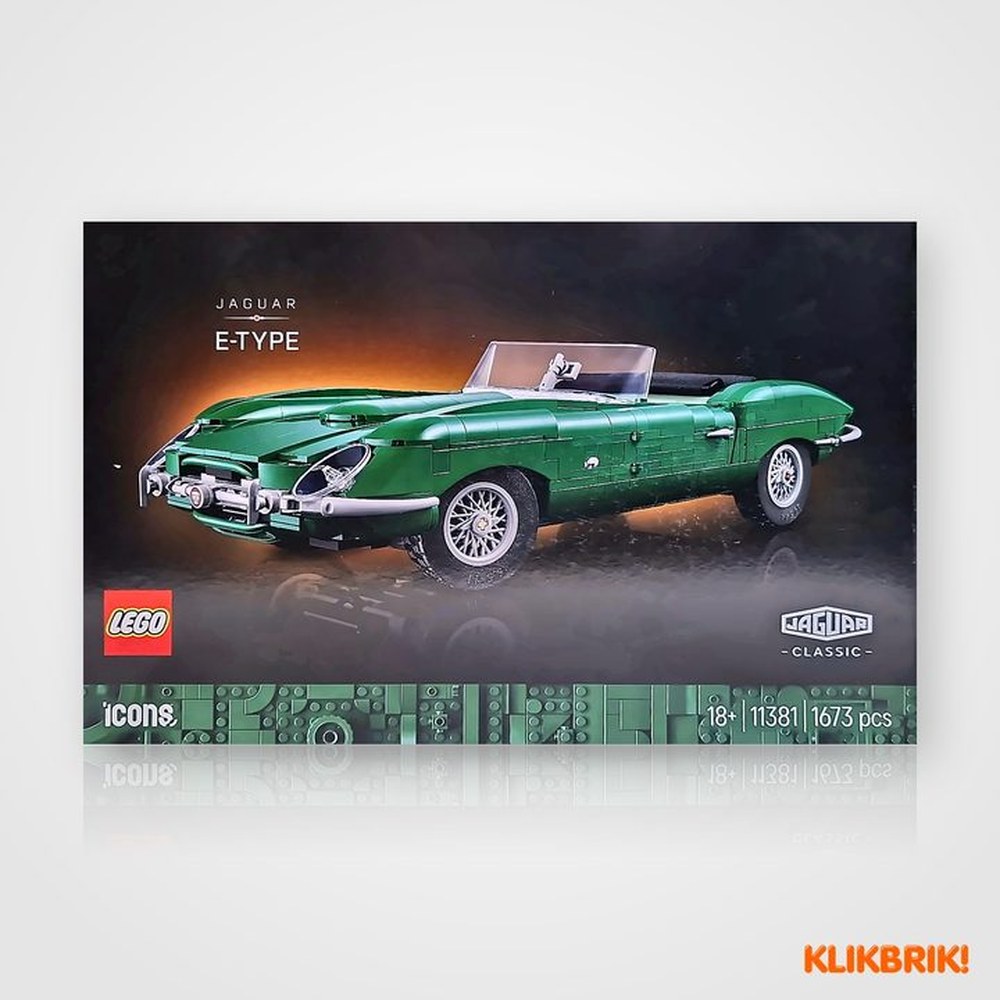 JAGUAR
E-TYPE
LEGO
JAGUAR
-CLASSIC-
icons
18+ | 11381 | 1673 pcs
KLIKBRIK!